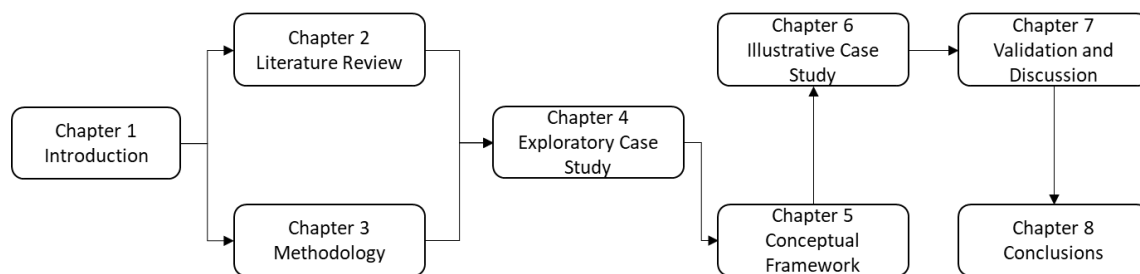 Chapter 1
Introduction
Chapter 2
Literature Review
Chapter 3
Methodology
Chapter 4
Exploratory Case
Study
Chapter 5
Conceptual
Framework
Chapter 6
Illustrative Case
Study
Chapter 7
Validation and
Discussion
Chapter 8
Conclusions